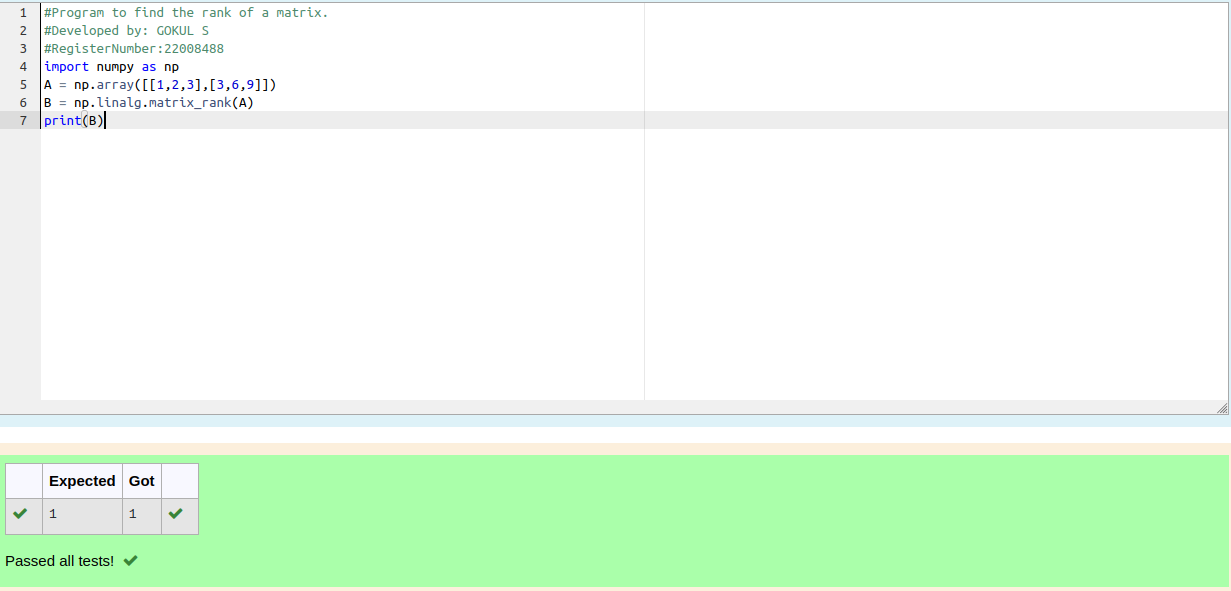 1 #Program to find the rank of a matrix.
2 #Developed by: GOKUL S
3 #RegisterNumber:22008488
4 import numpy as np
5 A = np.array([[1,2,3],[3,6,9]])
6 B = np.linalg.matrix_rank(A)
7 print(B)
Expected Got
1 1
Passed all tests!